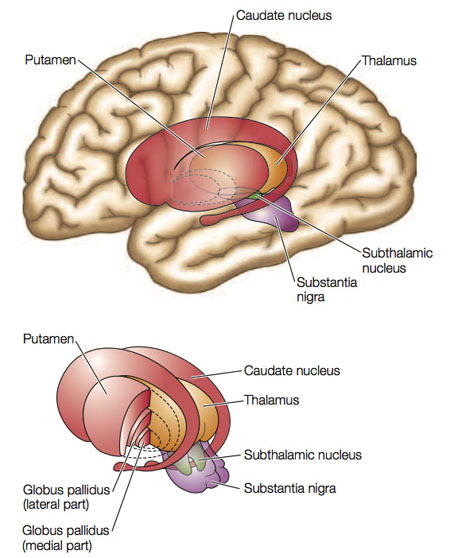 Caudate nucleus
Putamen
Thalamus
Subthalamic
nucleus
Substantia
nigra
Putamen
Caudate nucleus
Thalamus
Subthalamic nucleus
Substantia nigra
Globus pallidus
(lateral part)
Globus pallidus
(medial part)